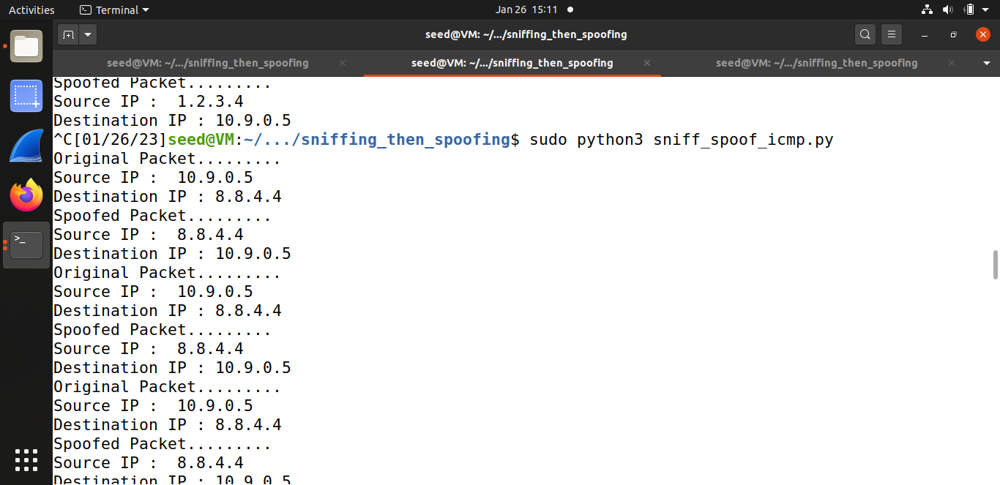 Activities Terminal Jan 26 15:11
seed@VM: ~/.../sniffing_then_spoofing
seed@VM: ~/.../sniffing_then_spoofing seed@VM: ~/.../sniffing_then_spoofing seed@VM: ~/.../sniffing_then_spoofing
Spoofed Packet.........
Source IP :  1.2.3.4
Destination IP : 10.9.0.5
^C[01/26/23]seed@VM:~/.../sniffing_then_spoofing$ sudo python3 sniff_spoof_icmp.py
Original Packet.........
Source IP :  10.9.0.5
Destination IP : 8.8.4.4
Spoofed Packet.........
Source IP :  8.8.4.4
Destination IP : 10.9.0.5
Original Packet.........
Source IP :  10.9.0.5
Destination IP : 8.8.4.4
Spoofed Packet.........
Source IP :  8.8.4.4
Destination IP : 10.9.0.5
Original Packet.........
Source IP :  10.9.0.5
Destination IP : 8.8.4.4
Spoofed Packet.........
Source IP :  8.8.4.4
Destination IP : 10.9.0.5